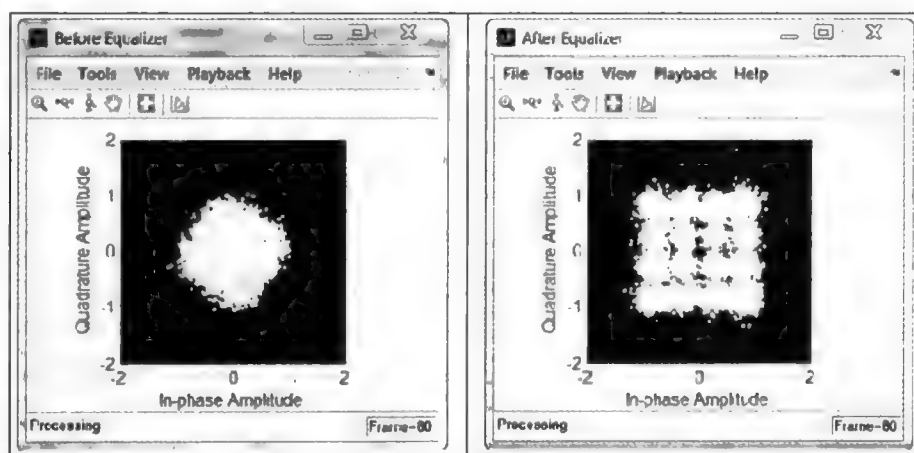 Before Equalizer
File Tools View Playback Help
2
1
0
-1
-2
-2 0 2
Quadrature Amplitude
In-phase Amplitude
Processing
Frame=80
After Equalizer
File Tools View Playback Help
2
1
0
-1
-2
-2 0 2
Quadrature Amplitude
In-phase Amplitude
Processing
Frame=80